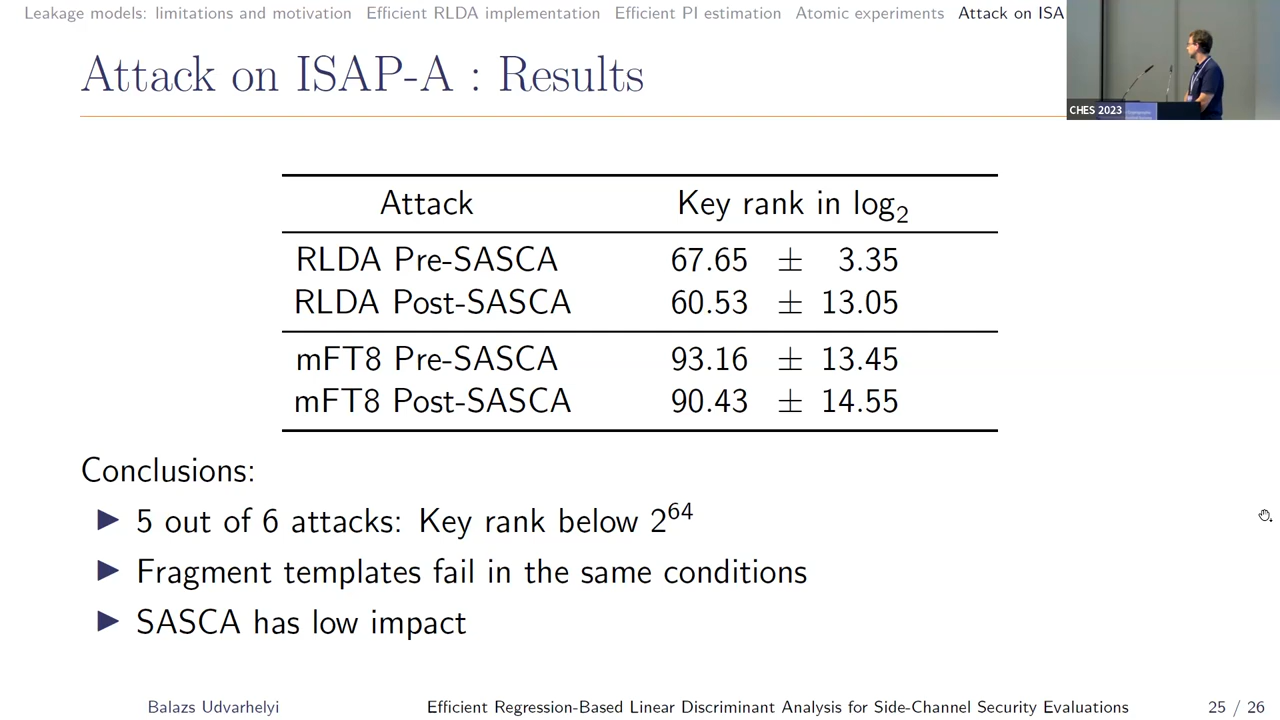 Leakage models: limitations and motivation Efficient RLDA implementation Efficient PI estimation Atomic experiments Attack on ISA
Attack on ISAP-A : Results
CHES 2023
Attack Key rank in log₂
RLDA Pre-SASCA 67.65 ± 3.35
RLDA Post-SASCA 60.53 ± 13.05
mFT8 Pre-SASCA 93.16 ± 13.45
mFT8 Post-SASCA 90.43 ± 14.55
Conclusions:
▶ 5 out of 6 attacks: Key rank below 2⁶⁴
▶ Fragment templates fail in the same conditions
▶ SASCA has low impact
Balazs Udvarhelyi Efficient Regression-Based Linear Discriminant Analysis for Side-Channel Security Evaluations 25 / 26